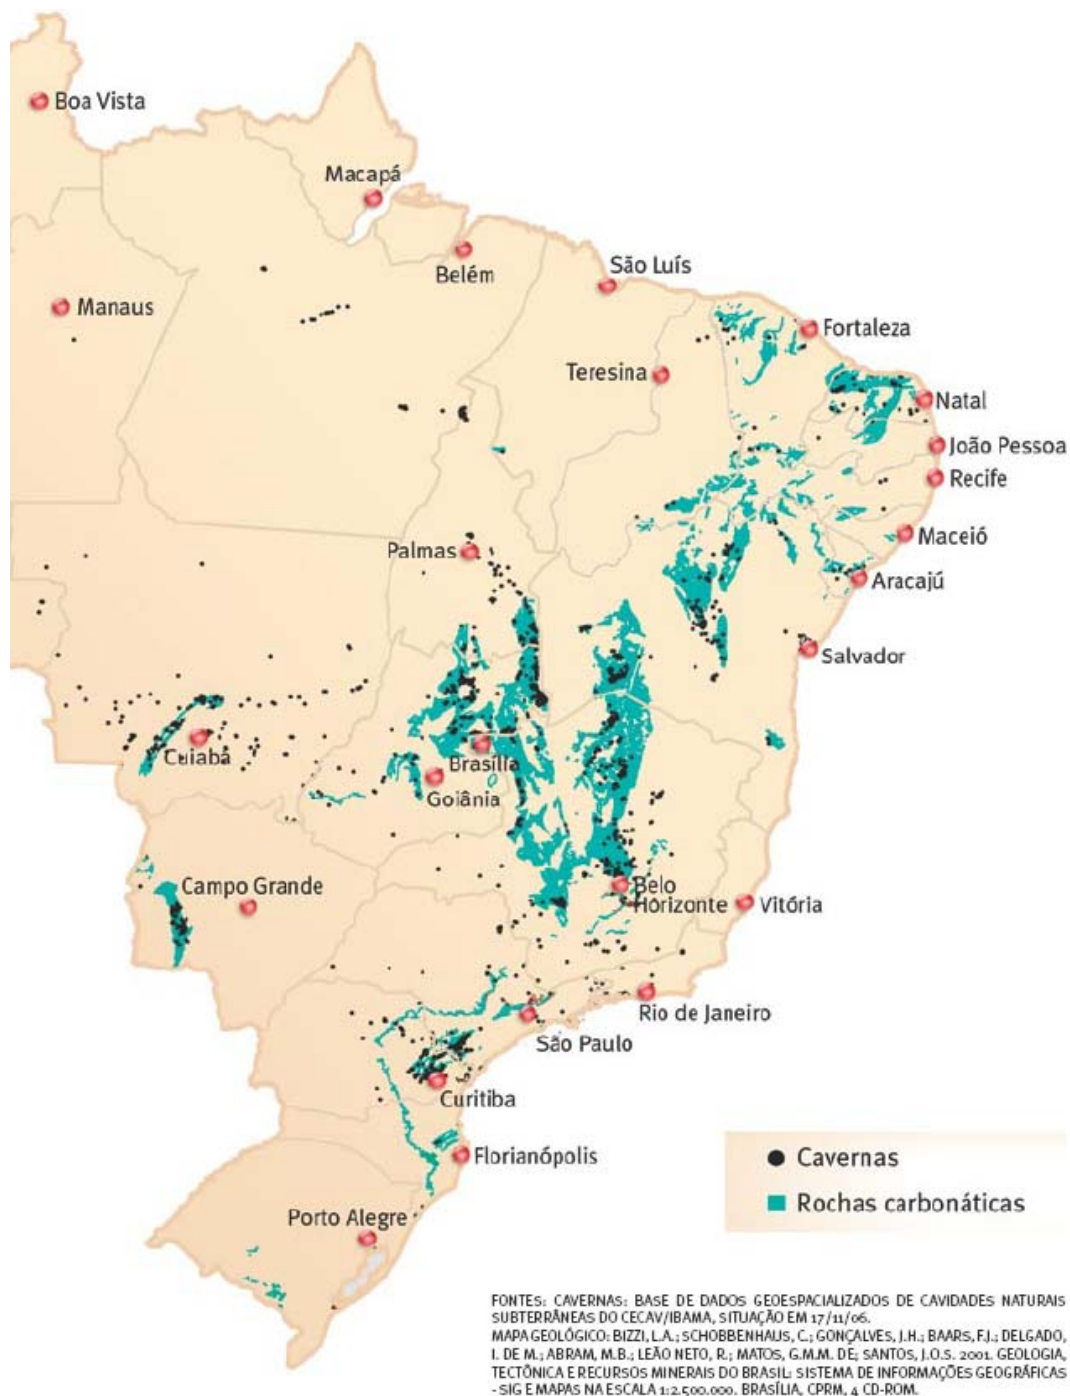 Boa Vista
Macapá
Belém
São Luís
Manaus
Fortaleza
Teresina
Natal
João Pessoa
Recife
Maceió
Palmas
Aracajú
Salvador
Cuiabá
Brasília
Goiânia
Campo Grande
Belo
Horizonte
Vitória
Rio de Janeiro
São Paulo
Curitiba
Florianópolis
Porto Alegre
Cavernas
Rochas carbonáticas
FONTES: CAVERNAS: BASE DE DADOS GEOESPACIALIZADOS DE CAVIDADES NATURAIS
SUBTERRÂNEAS DO CECAV/IBAMA, SITUAÇÃO EM 17/11/06.
MAPA GEOLÓGICO: BIZZI, L.A.; SCHOBBENHAUS, C.; GONÇALVES, J.H.; BAARS, F.J.; DELGADO,
I. DE M.; ABRAM, M.B.; LEÃO NETO, R.; MATOS, G.M.M. DE; SANTOS, J.O.S. 2001. GEOLOGIA,
TECTÔNICA E RECURSOS MINERAIS DO BRASIL: SISTEMA DE INFORMAÇÕES GEOGRÁFICAS
- SIG E MAPAS NA ESCALA 1:2.500.000. BRASÍLIA, CPRM, 4 CD-ROM.